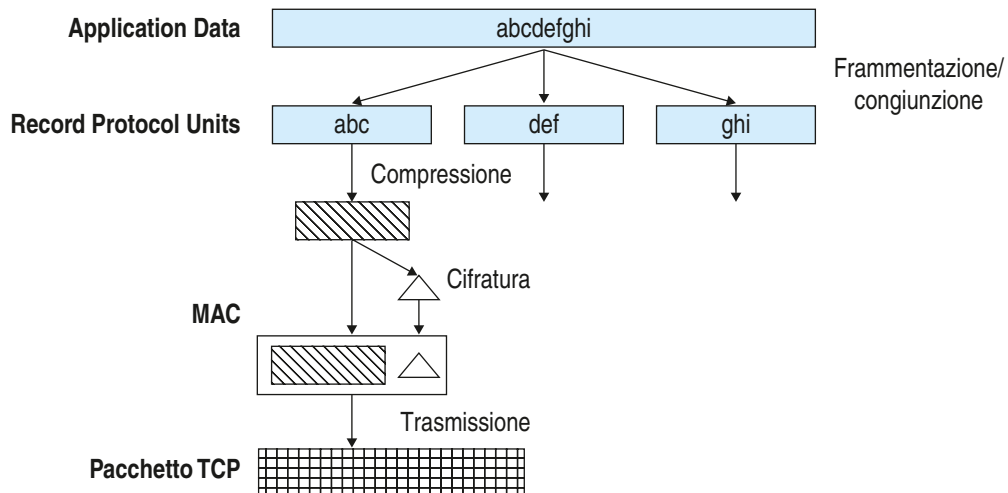 Application Data
abcdefghi
Frammentazione/
congiunzione
Record Protocol Units
abc
def
ghi
Compressione
Cifratura
MAC
Trasmissione
Pacchetto TCP